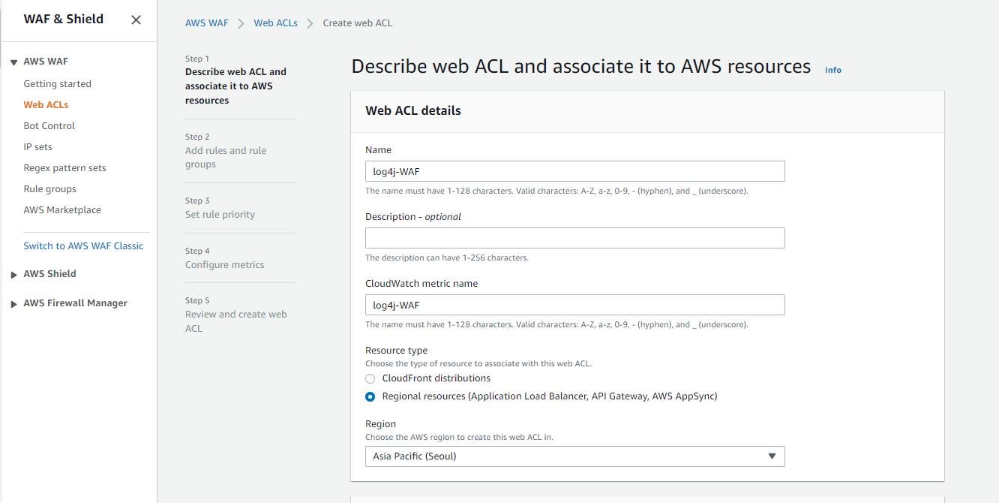 WAF & Shield
AWS WAF
Getting started
Web ACLs
Bot Control
IP sets
Regex pattern sets
Rule groups
AWS Marketplace
Switch to AWS WAF Classic
AWS Shield
AWS Firewall Manager
AWS WAF > Web ACLs > Create web ACL
Step 1
Describe web ACL and
associate it to AWS
resources
Step 2
Add rules and rule
groups
Step 3
Set rule priority
Step 4
Configure metrics
Step 5
Review and create web
ACL
Describe web ACL and associate it to AWS resources Info
Web ACL details
Name
log4j-WAF
The name must have 1-128 characters. Valid characters: A-Z, a-z, 0-9, - (hyphen), and _ (underscore).
Description - optional
The description can have 1-256 characters.
CloudWatch metric name
log4j-WAF
The name must have 1-128 characters. Valid characters: A-Z, a-z, 0-9, - (hyphen), and _ (underscore).
Resource type
Choose the type of resource to associate with this web ACL.
CloudFront distributions
Regional resources (Application Load Balancer, API Gateway, AWS AppSync)
Region
Choose the AWS region to create this web ACL in.
Asia Pacific (Seoul)